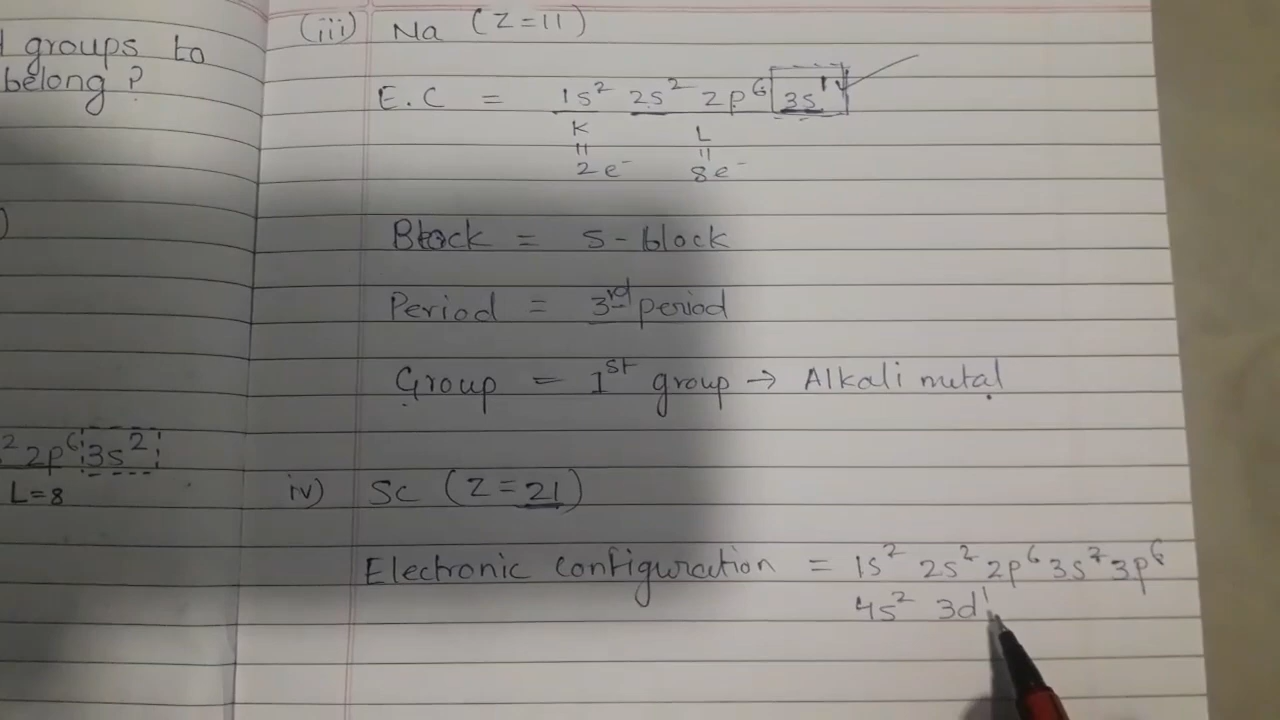 groups to
belong ?
)
² 2p⁶ 3s²
L=8
(iii) Na (Z=11)
E.C = 1s² 2s² 2p⁶ 3s¹
K L
= =
2e⁻ 8e⁻
Block = s-block
Period = 3rd period
Group = 1st group → Alkali metal
iv) Sc (Z=21)
Electronic configuration = 1s² 2s² 2p⁶ 3s² 3p⁶
4s² 3d¹